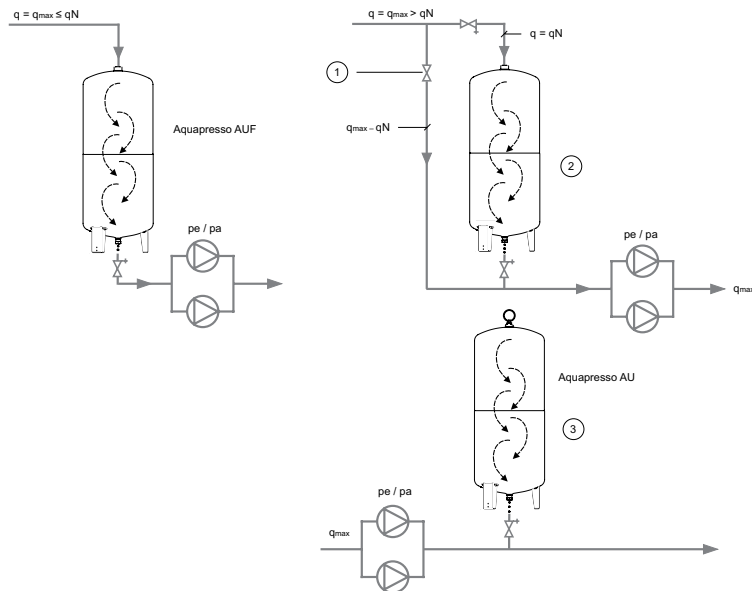 q = qmax ≤ qN
Aquapresso AUF
pe / pa
q = qmax > qN
q = qN
1
qmax – qN
2
pe / pa
qmax
Aquapresso AU
3
pe / pa
qmax